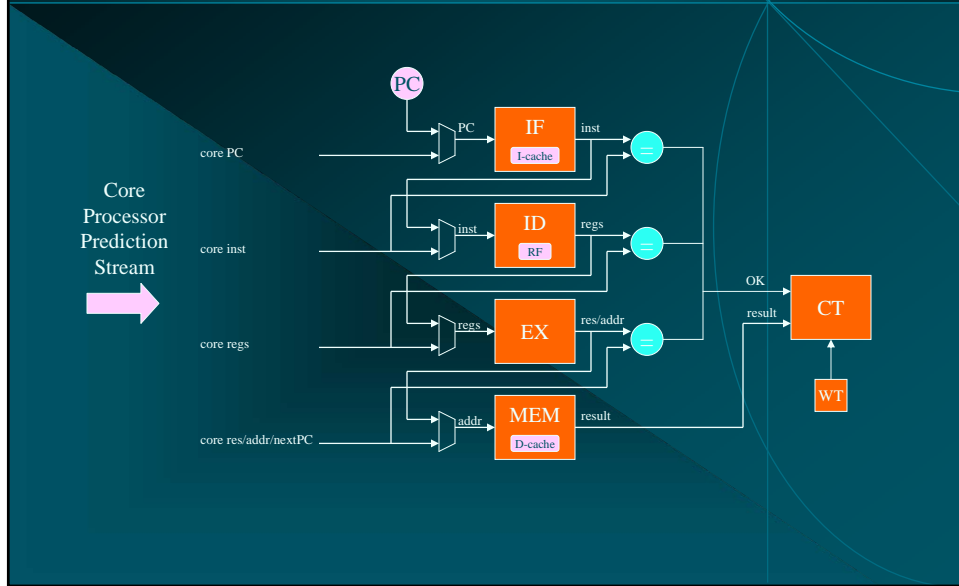 PC
PC
IF
inst
I-cache
=
core PC
Core
Processor
Prediction
Stream
inst
ID
regs
RF
=
core inst
OK
regs
EX
res/addr
=
result
CT
core regs
WT
addr
MEM
result
D-cache
core res/addr/nextPC